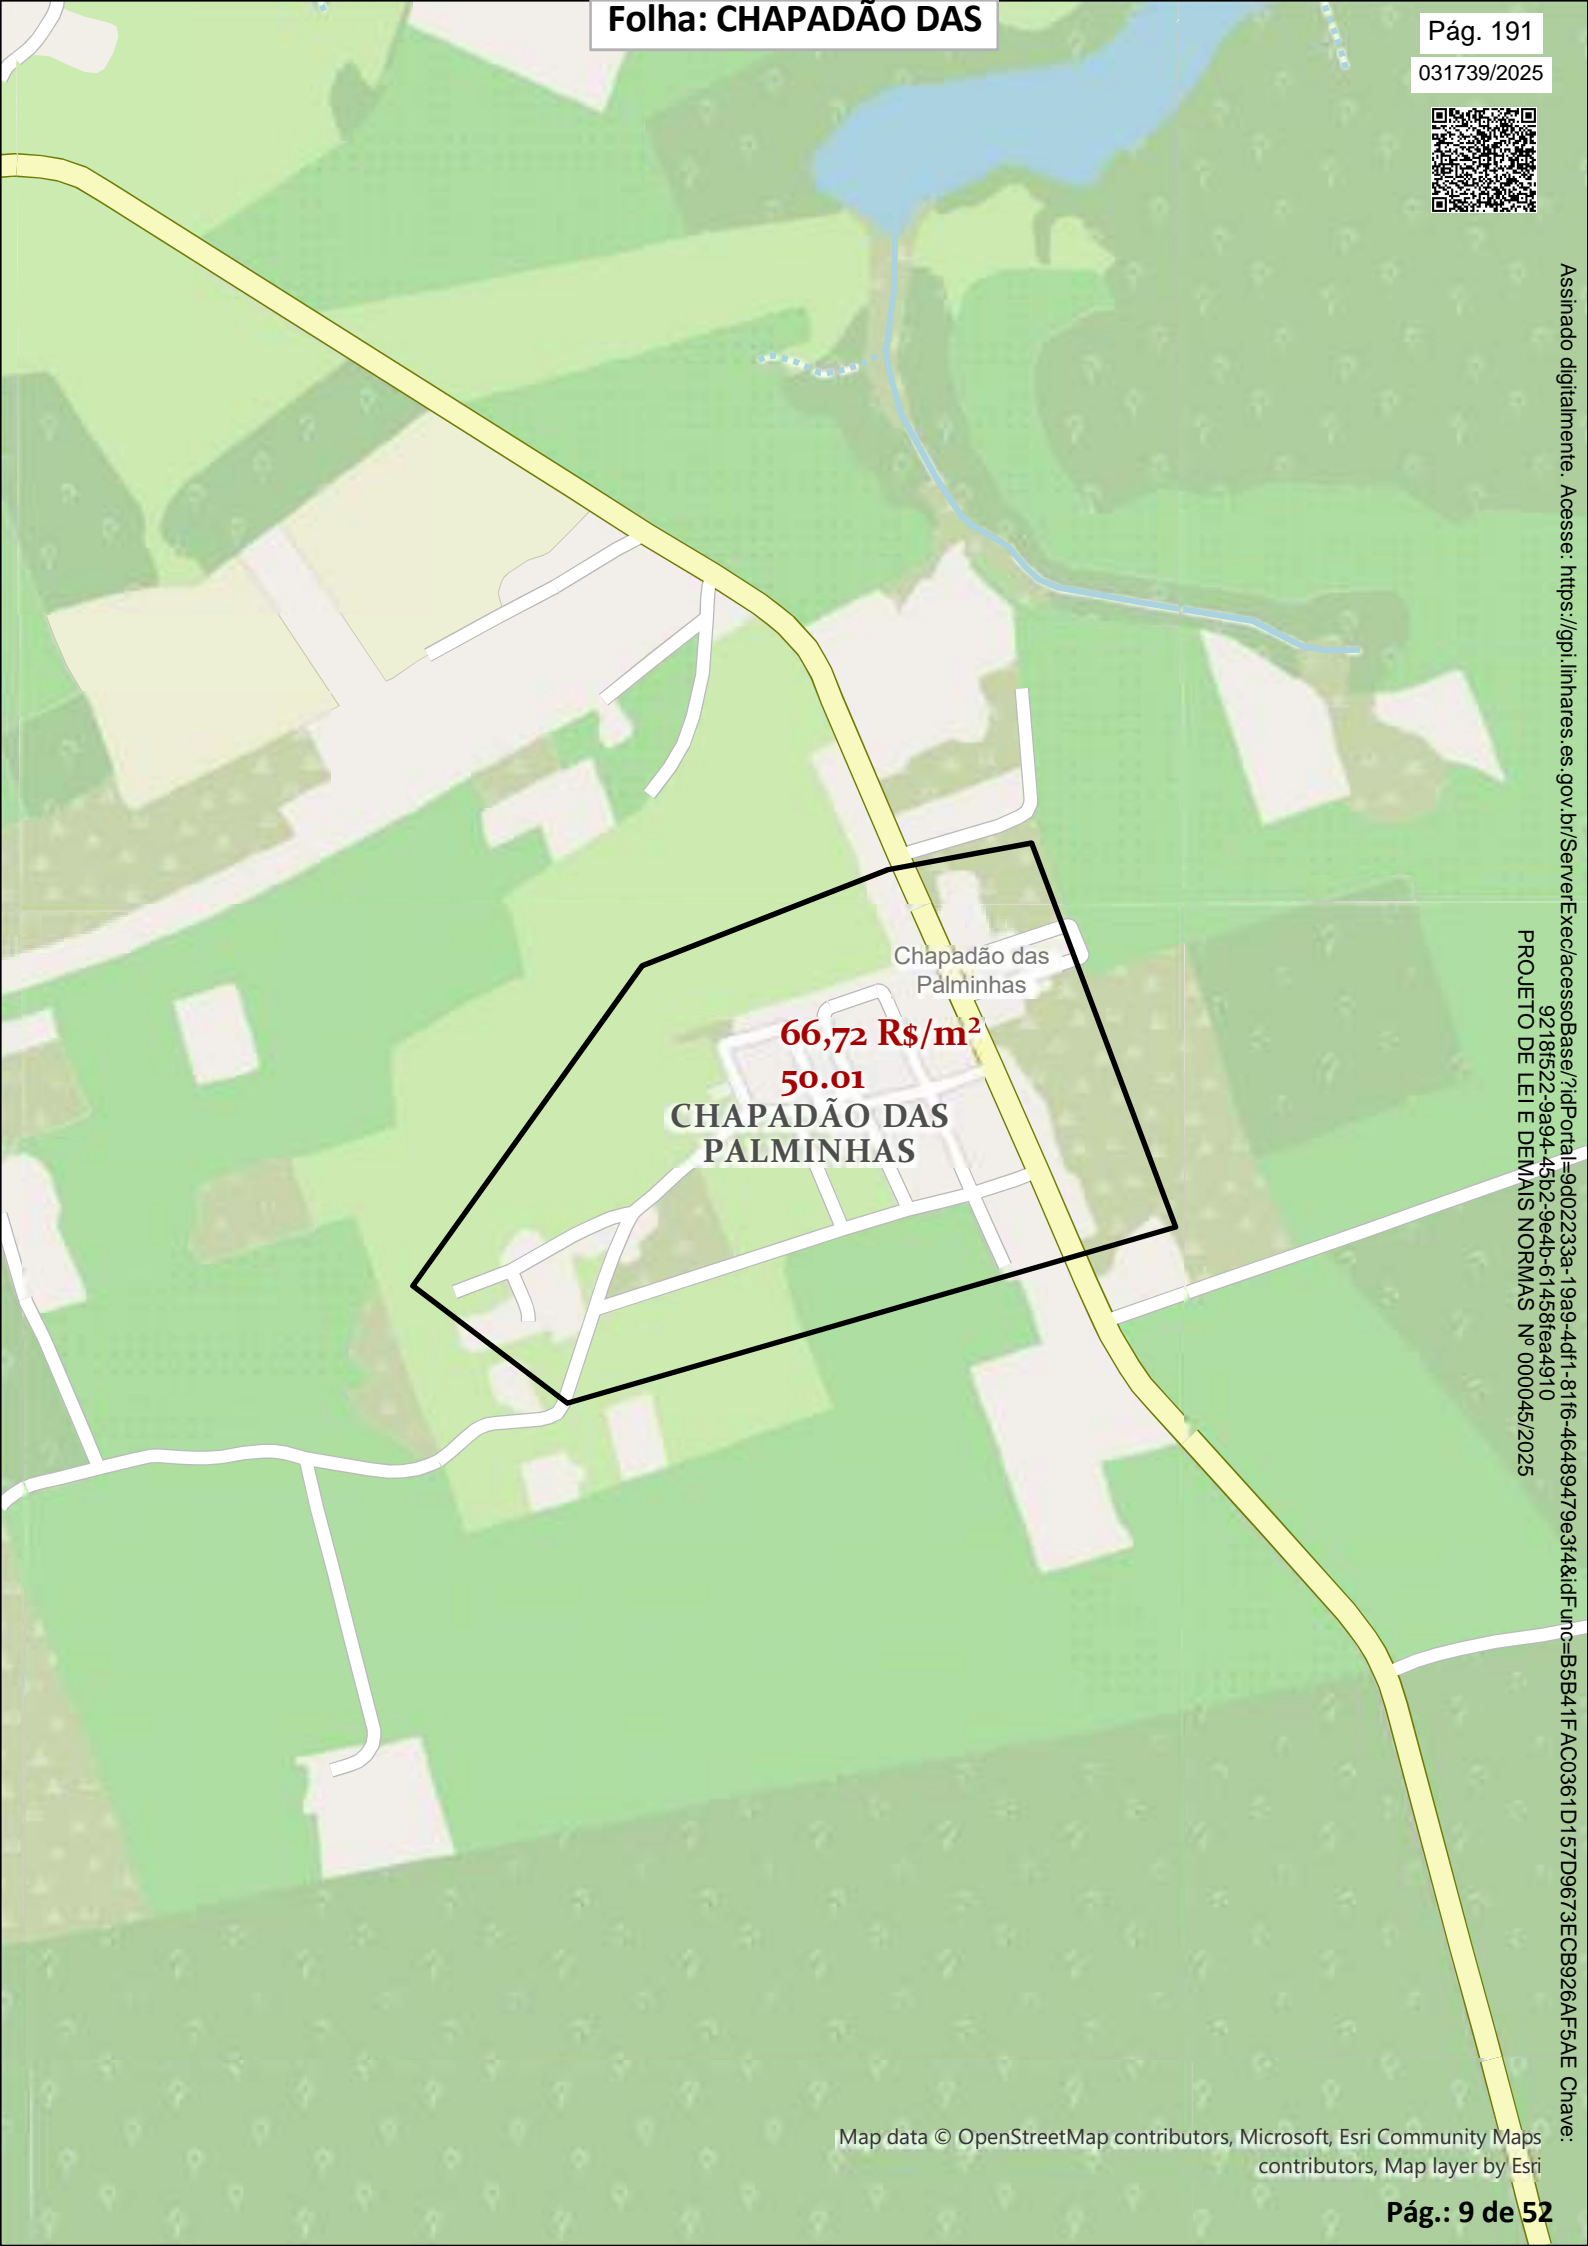 Folha: CHAPADÃO DAS
Pág. 191
031739/2025
Assinado digitalmente. Acesse: https://gpi.linhares.es.gov.br/ServerExec/acessoBase/?idPortal=9d02233a-19a9-4df1-81f6-46489479e3f4&idFunc=B5B41FAC0361D157D9673ECB926AF5AE Chave:
9218f522-9a94-45b2-9e4b-61458fea4910
PROJETO DE LEI E DEMAIS NORMAS Nº 000045/2025
Chapadão das
Palminhas
66,72 R$/m²
50.01
CHAPADÃO DAS
PALMINHAS
Map data © OpenStreetMap contributors, Microsoft, Esri Community Maps
contributors, Map layer by Esri
Pág.: 9 de 52